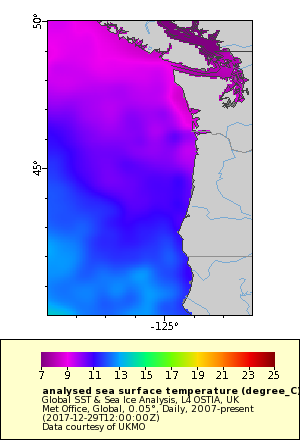 50°
45°
-125°
7 9 11 13 15 17 19 21 23 25
analysed sea surface temperature (degree_C)
Global SST & Sea Ice Analysis, L4 OSTIA, UK
Met Office, Global, 0.05°, Daily, 2007-present
(2017-12-29T12:00:00Z)
Data courtesy of UKMO